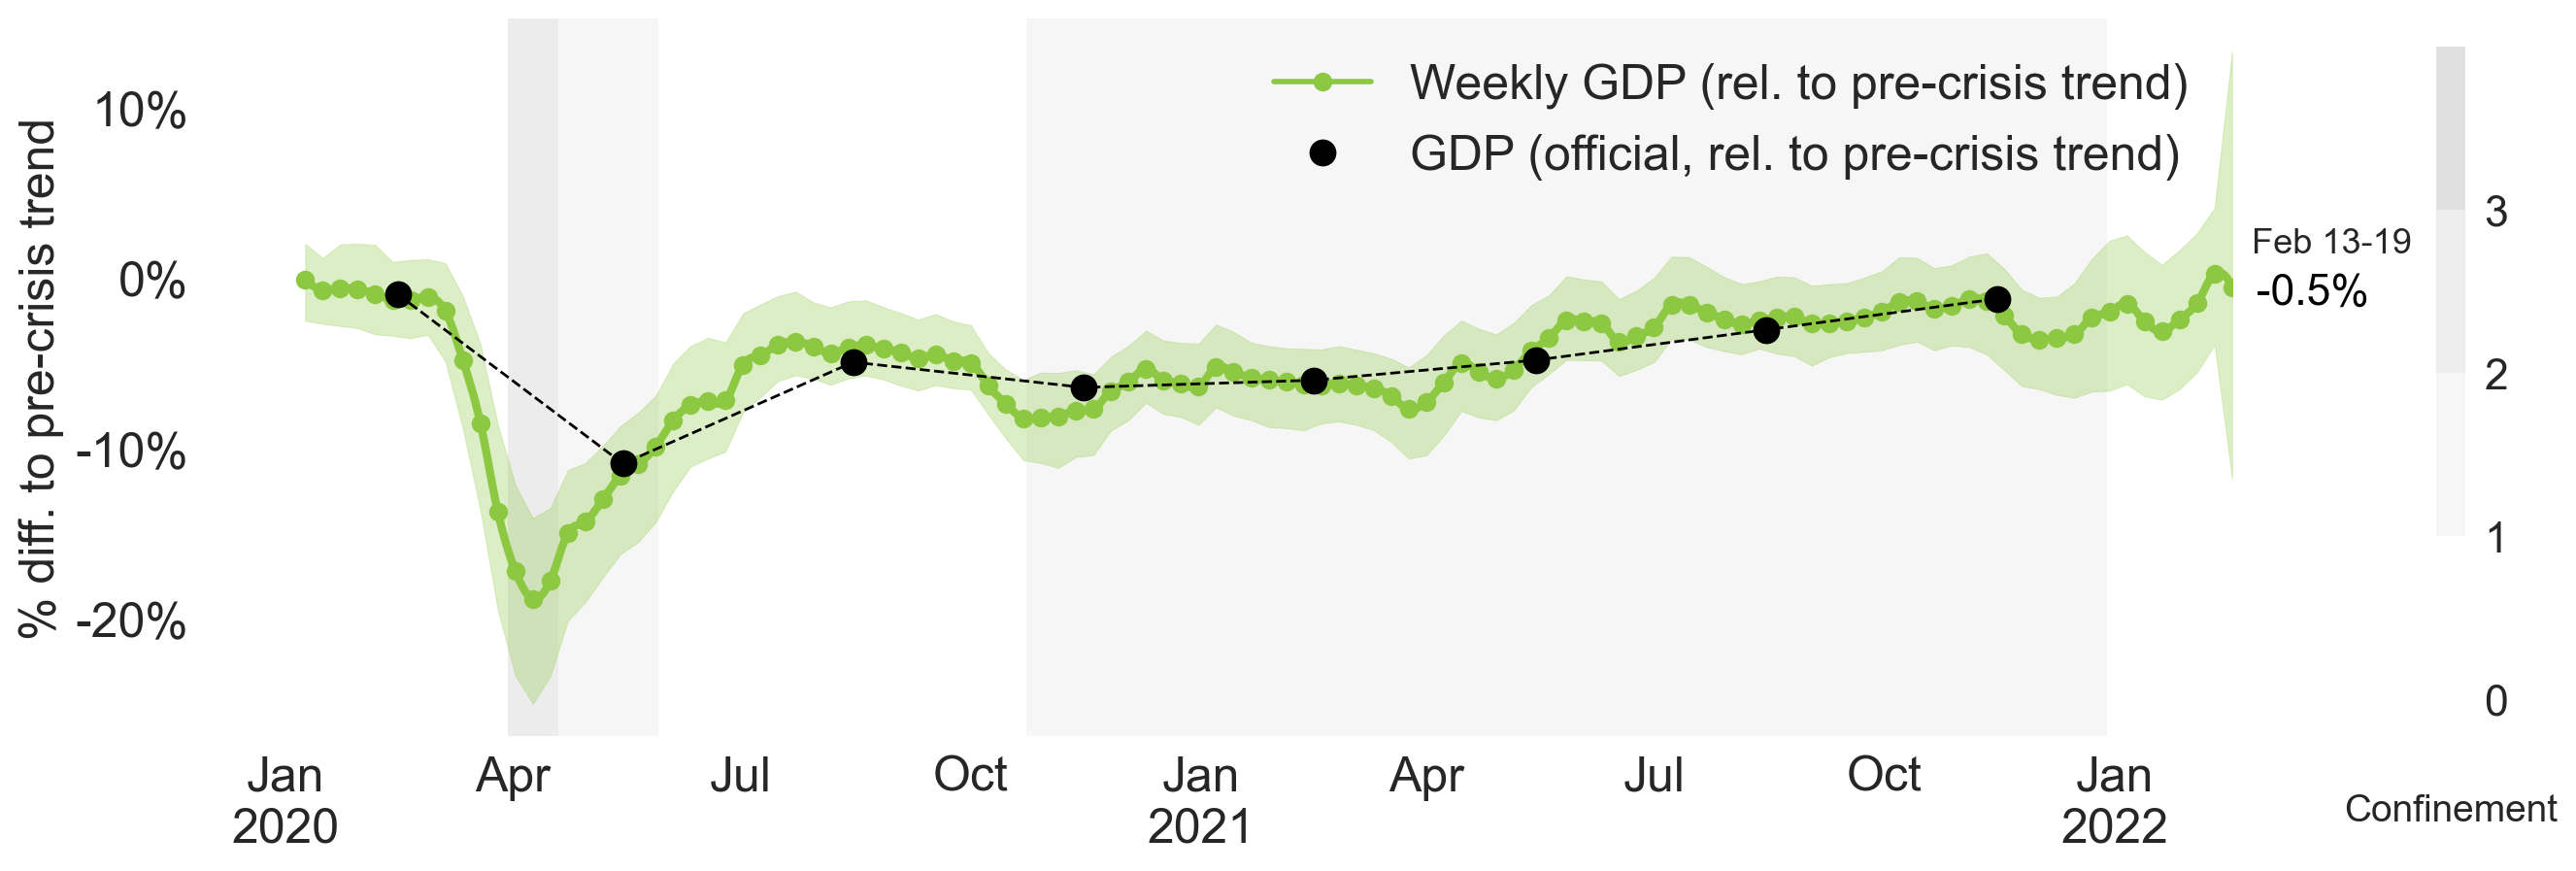 % diff. to pre-crisis trend
10%
0%
-10%
-20%
Weekly GDP (rel. to pre-crisis trend)
GDP (official, rel. to pre-crisis trend)
Feb 13-19
-0.5%
3
2
1
0
Jan
2020
Apr
Jul
Oct
Jan
2021
Apr
Jul
Oct
Jan
2022
Confinement